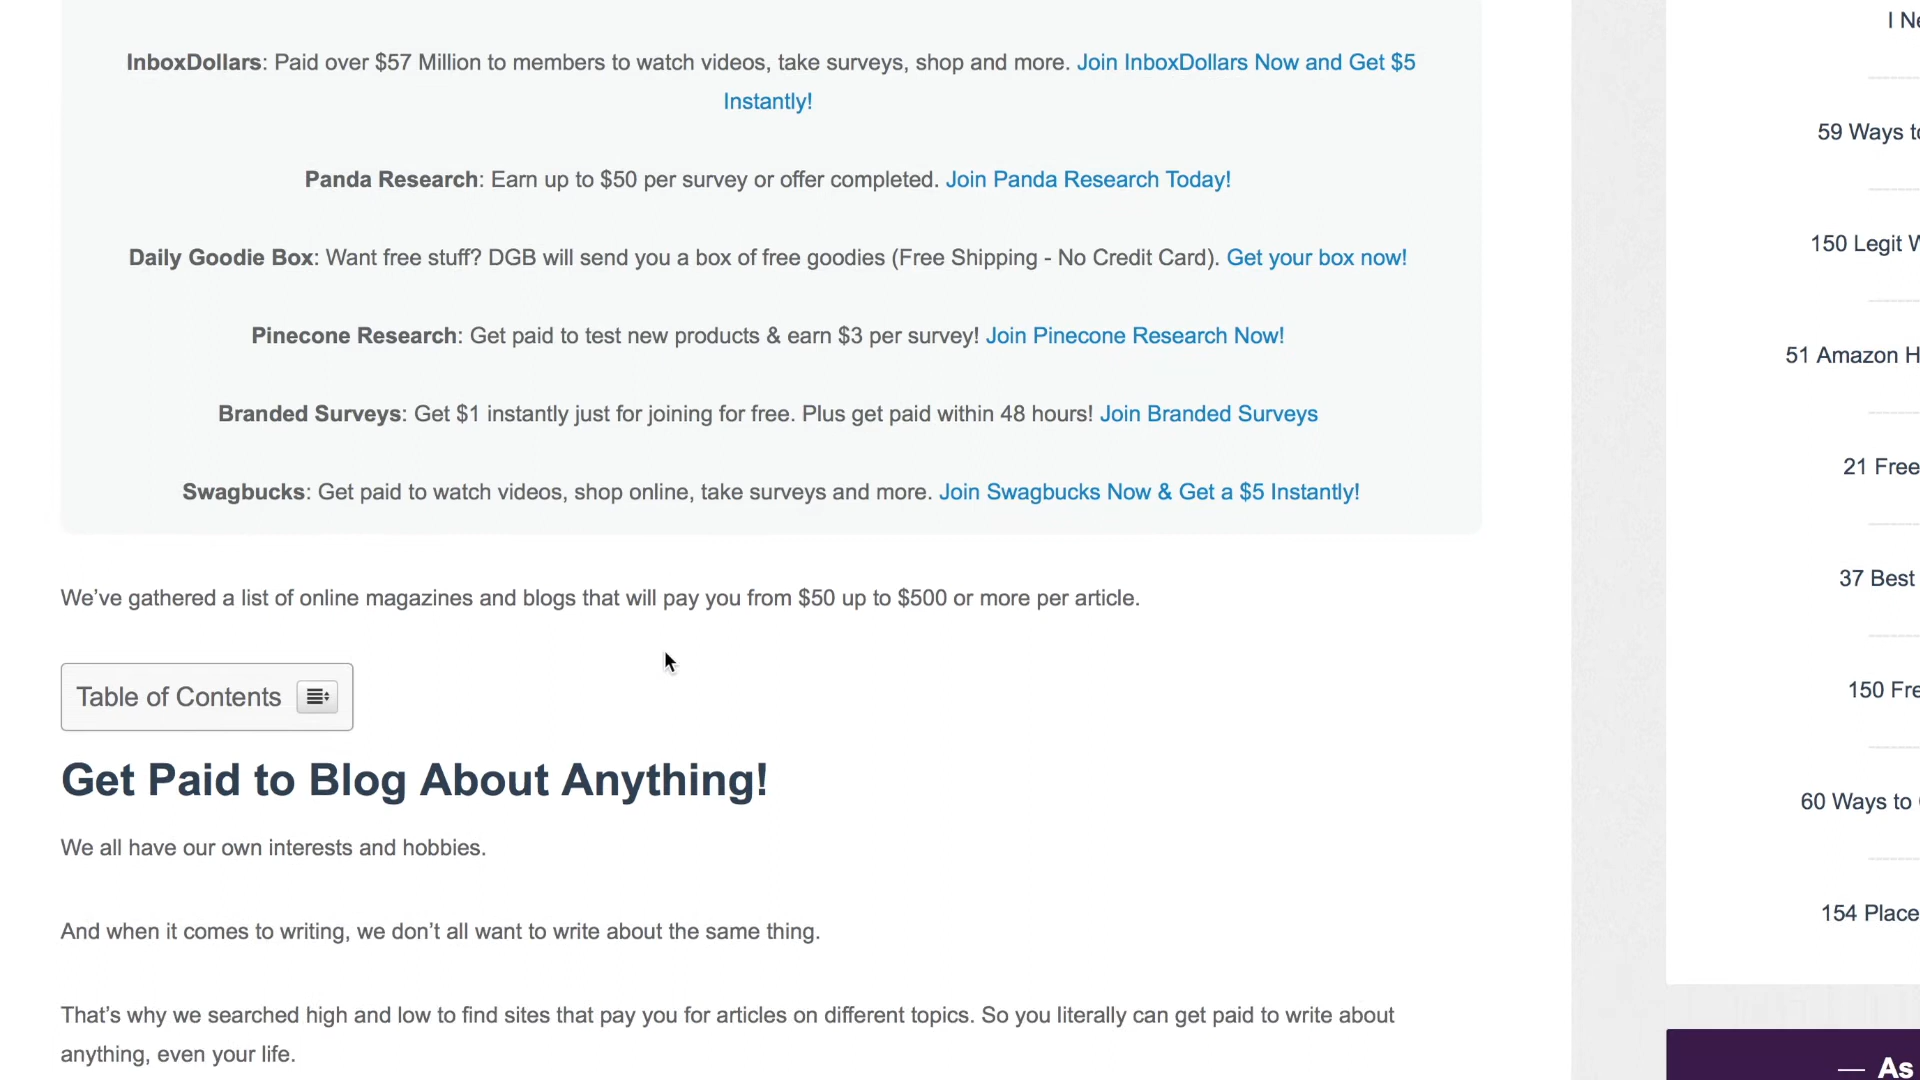 InboxDollars: Paid over $57 Million to members to watch videos, take surveys, shop and more. Join InboxDollars Now and Get $5
Instantly!
Panda Research: Earn up to $50 per survey or offer completed. Join Panda Research Today!
Daily Goodie Box: Want free stuff? DGB will send you a box of free goodies (Free Shipping - No Credit Card). Get your box now!
Pinecone Research: Get paid to test new products & earn $3 per survey! Join Pinecone Research Now!
Branded Surveys: Get $1 instantly just for joining for free. Plus get paid within 48 hours! Join Branded Surveys
Swagbucks: Get paid to watch videos, shop online, take surveys and more. Join Swagbucks Now & Get a $5 Instantly!
We’ve gathered a list of online magazines and blogs that will pay you from $50 up to $500 or more per article.
Table of Contents
Get Paid to Blog About Anything!
We all have our own interests and hobbies.
And when it comes to writing, we don’t all want to write about the same thing.
That’s why we searched high and low to find sites that pay you for articles on different topics. So you literally can get paid to write about
anything, even your life.
I
59 Ways
150 Legit
51 Amazon
21 Free
37 Best
150
60 Ways to
154
— As